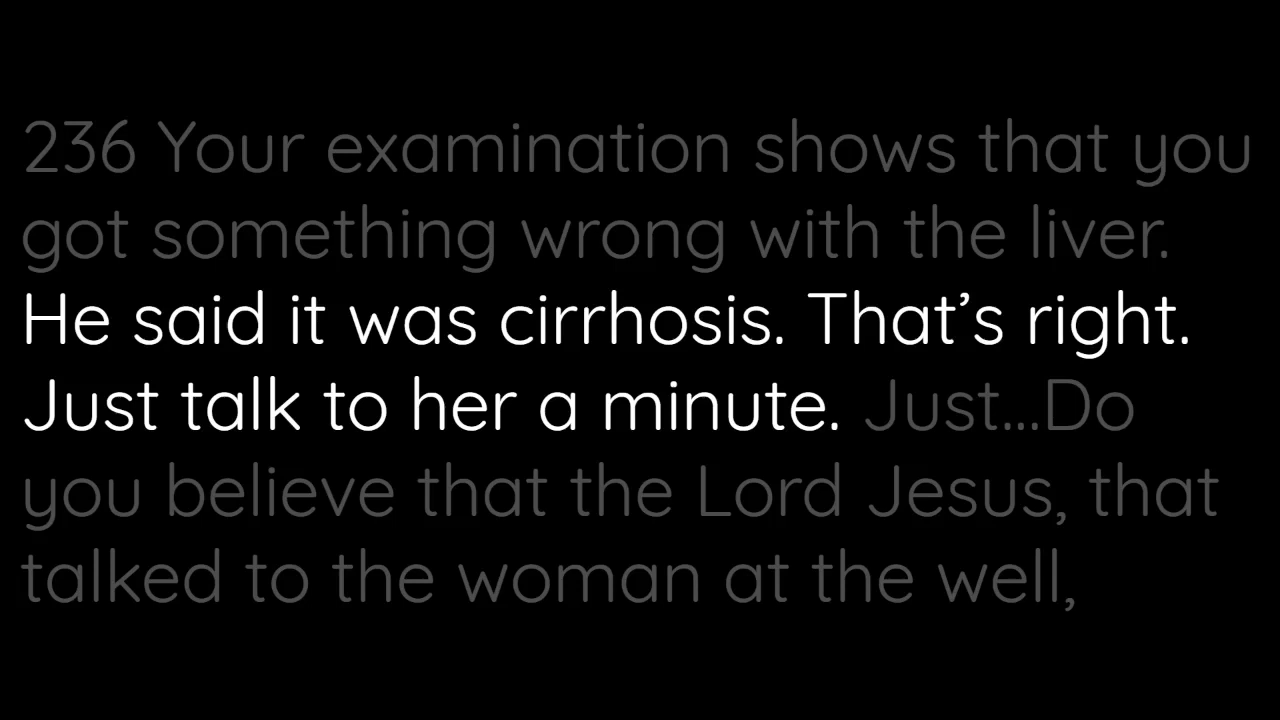 236 Your examination shows that you
got something wrong with the liver.
He said it was cirrhosis. That’s right.
Just talk to her a minute. Just...Do
you believe that the Lord Jesus, that
talked to the woman at the well,